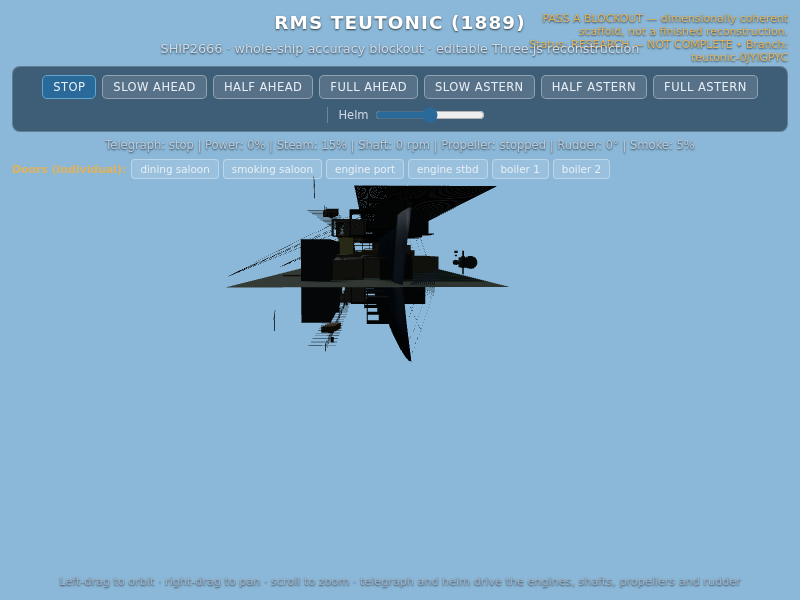 RMS TEUTONIC (1889)
PASS A BLOCKOUT — dimensionally coherent
scaffold, not a finished reconstruction.
SHIP2666 · whole-ship accuracy blockout · editable Three.js reconstruction
NOT COMPLETE • Branch:
teutonic-0JYIGPYC
STOP SLOW AHEAD HALF AHEAD FULL AHEAD SLOW ASTERN HALF ASTERN FULL ASTERN
Helm
Telegraph: stop | Power: 0% | Steam: 15% | Shaft: 0 rpm | Propeller: stopped | Rudder: 0° | Smoke: 5%
Doors (individual): dining saloon smoking saloon engine port engine stbd boiler 1 boiler 2
Left-drag to orbit · right-drag to pan · scroll to zoom · telegraph and helm drive the engines, shafts, propellers and rudder